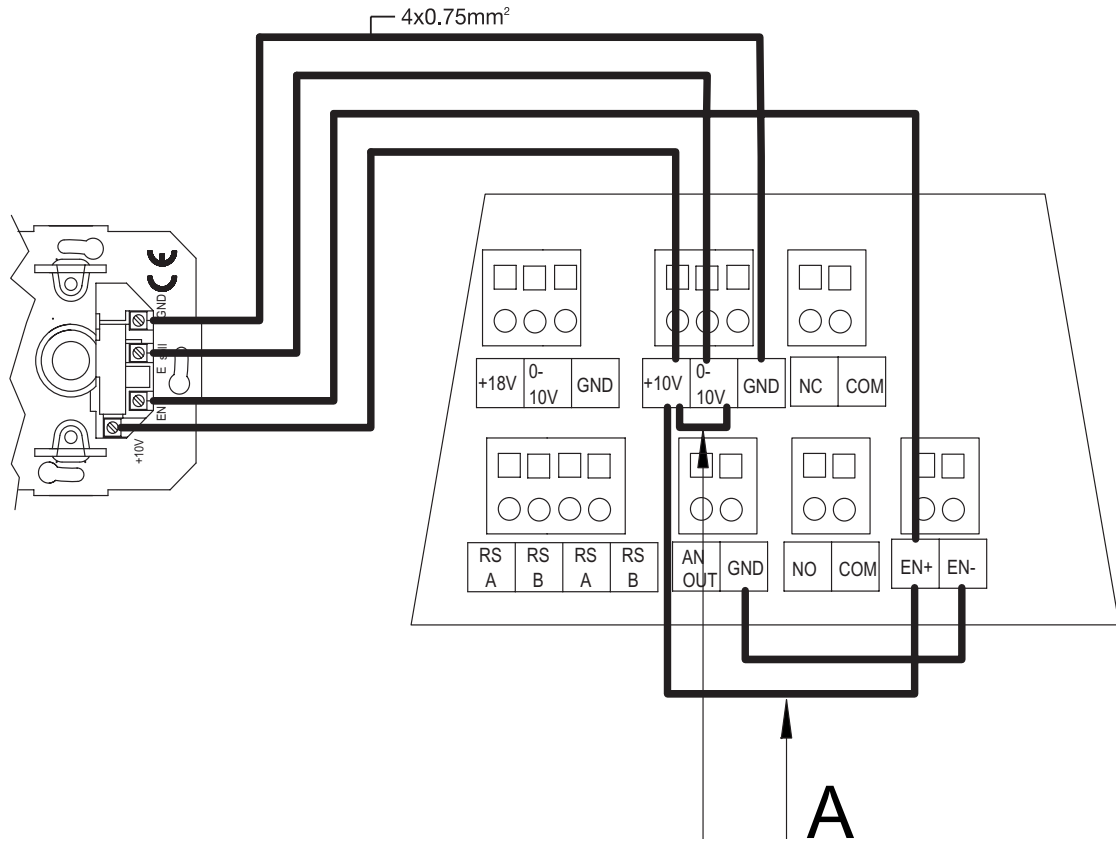 4x0.75mm²
CE
GND
E
EN
+10V
+18V
0-
10V
GND
+10V
0-
10V
GND
NC
COM
RS
A
RS
B
RS
A
RS
B
AN
OUT
GND
NO
COM
EN+
EN-
A